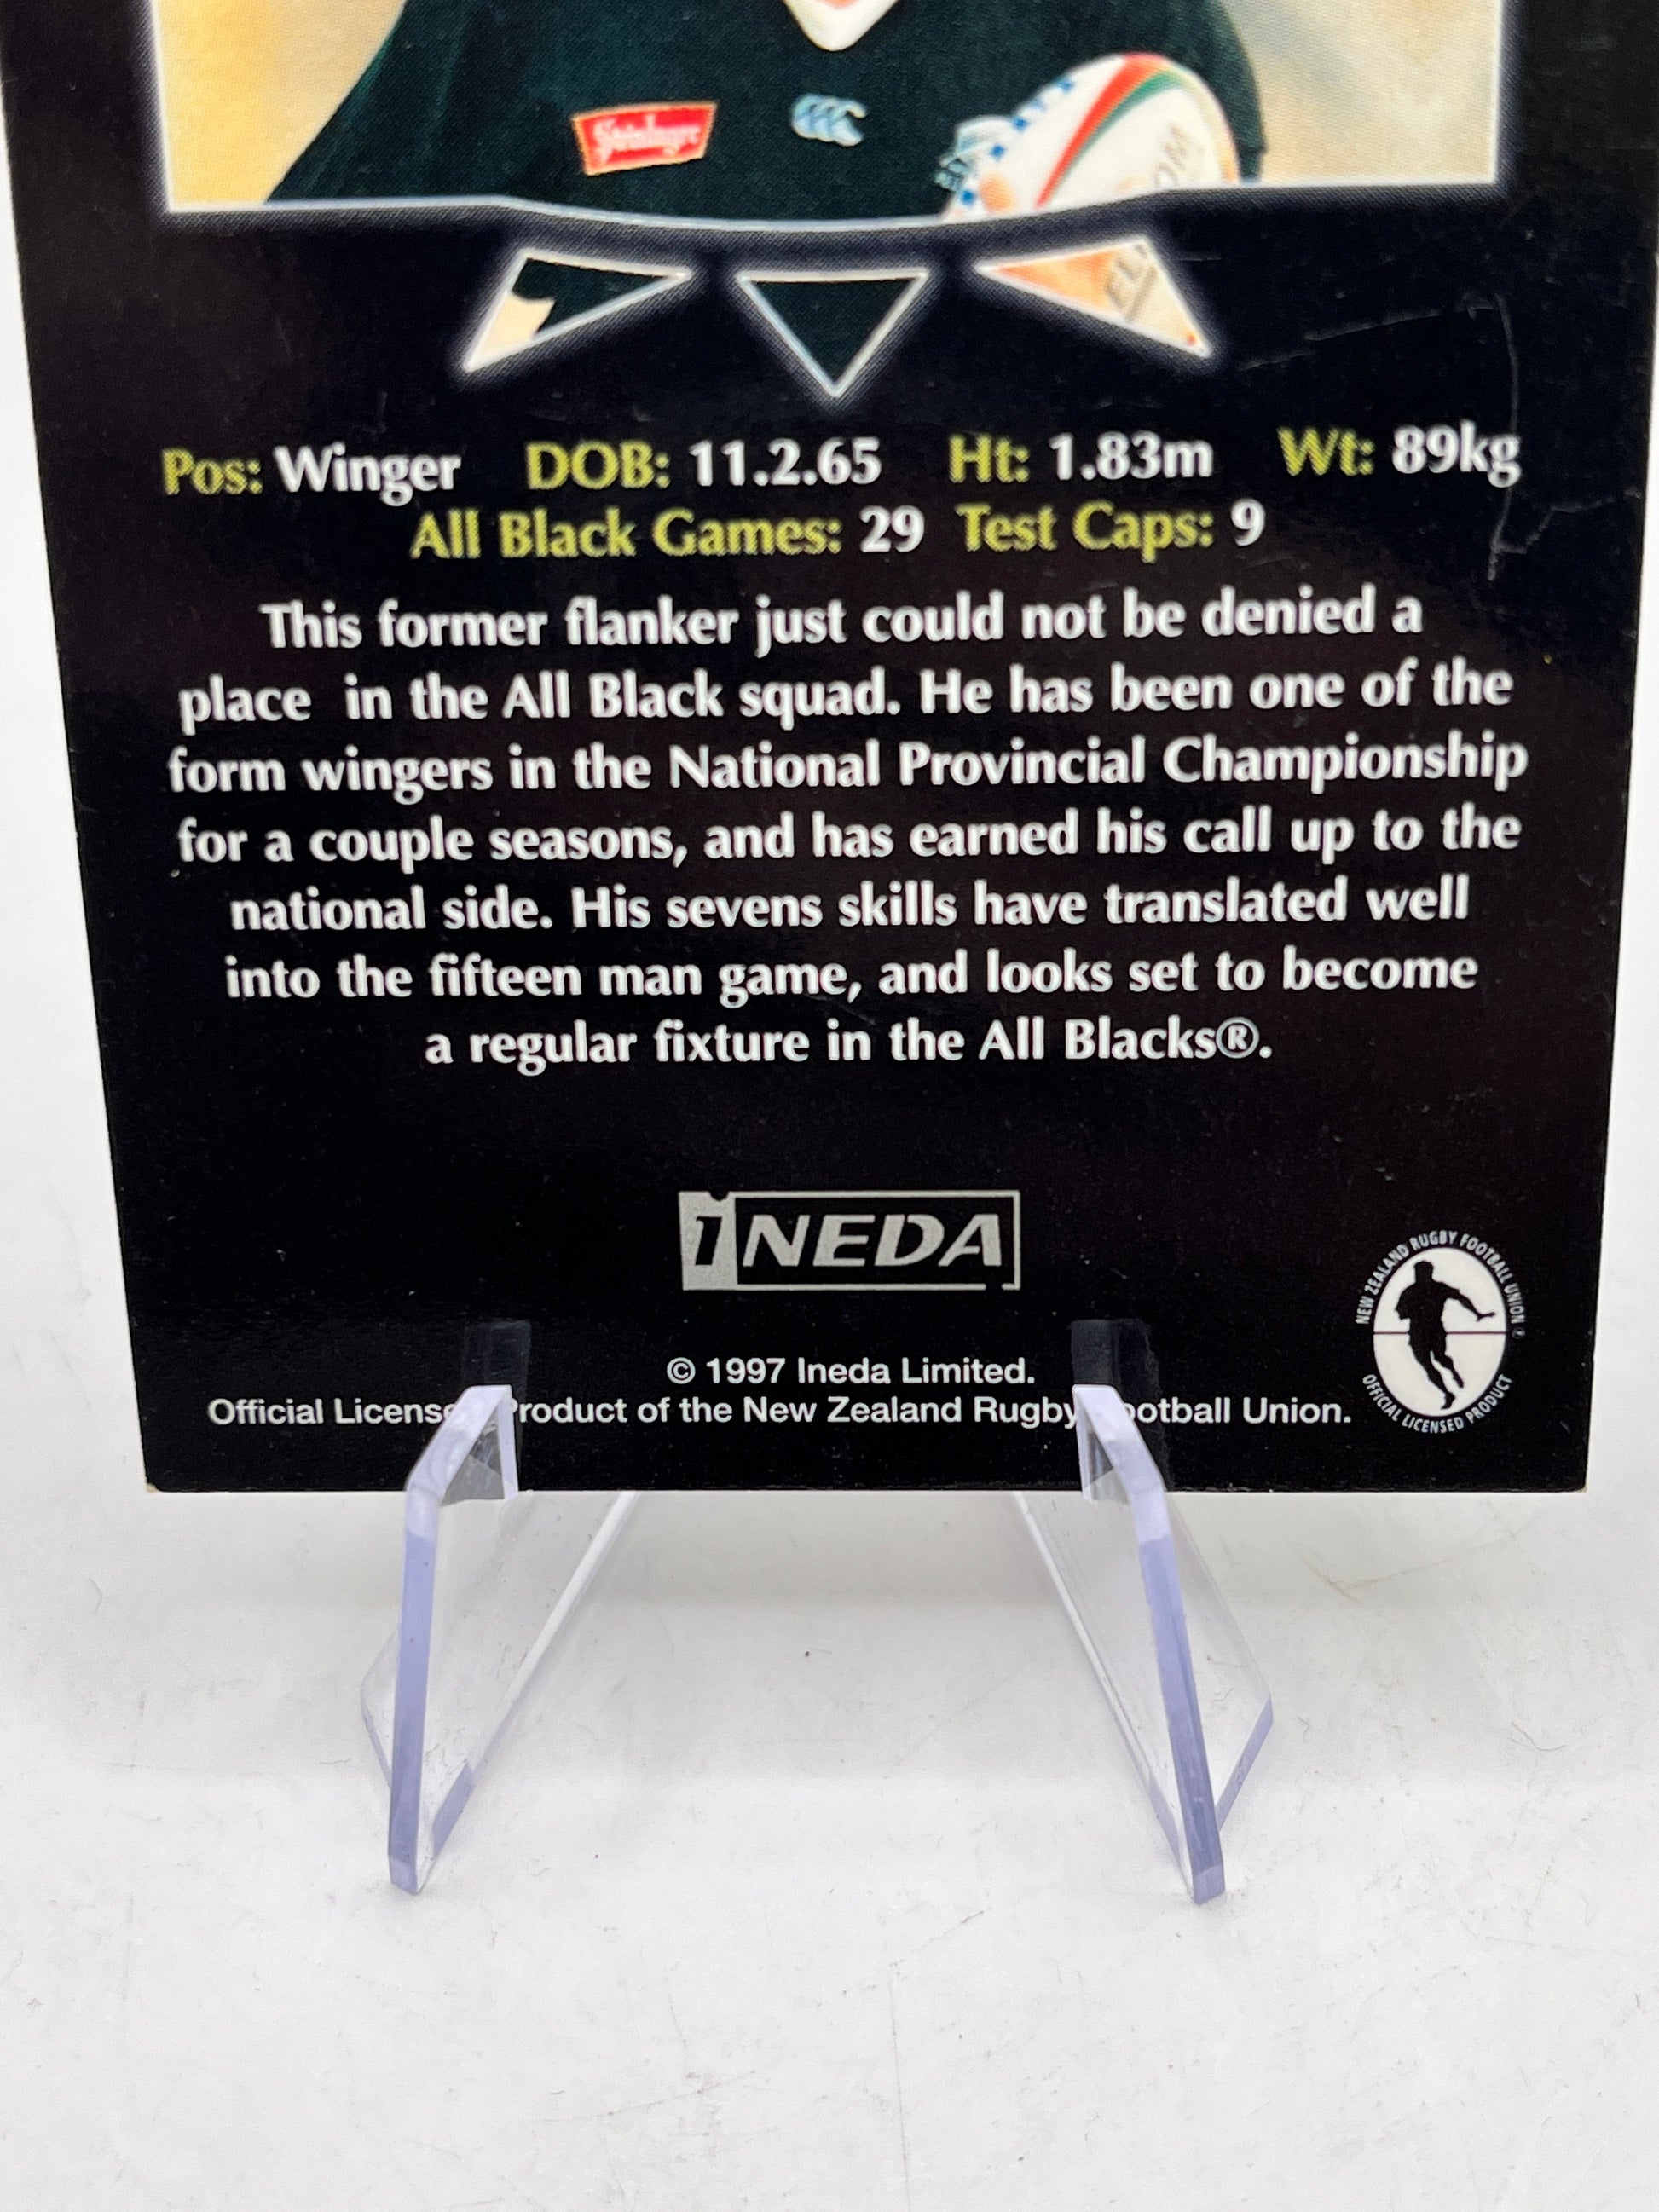 Steinlager
OM
EL
Pos: Winger DOB: 11.2.65 Ht: 1.83m Wt: 89kg
All Black Games: 29 Test Caps: 9
This former flanker just could not be denied a
place in the All Black squad. He has been one of the
form wingers in the National Provincial Championship
for a couple seasons, and has earned his call up to the
national side. His sevens skills have translated well
into the fifteen man game, and looks set to become
a regular fixture in the All Blacks®.
iNEDA
NEW ZEALAND RUGBY FOOTBALL UNION ®
OFFICIAL LICENSED PRODUCT
© 1997 Ineda Limited.
Official License Product of the New Zealand Rugby Football Union.